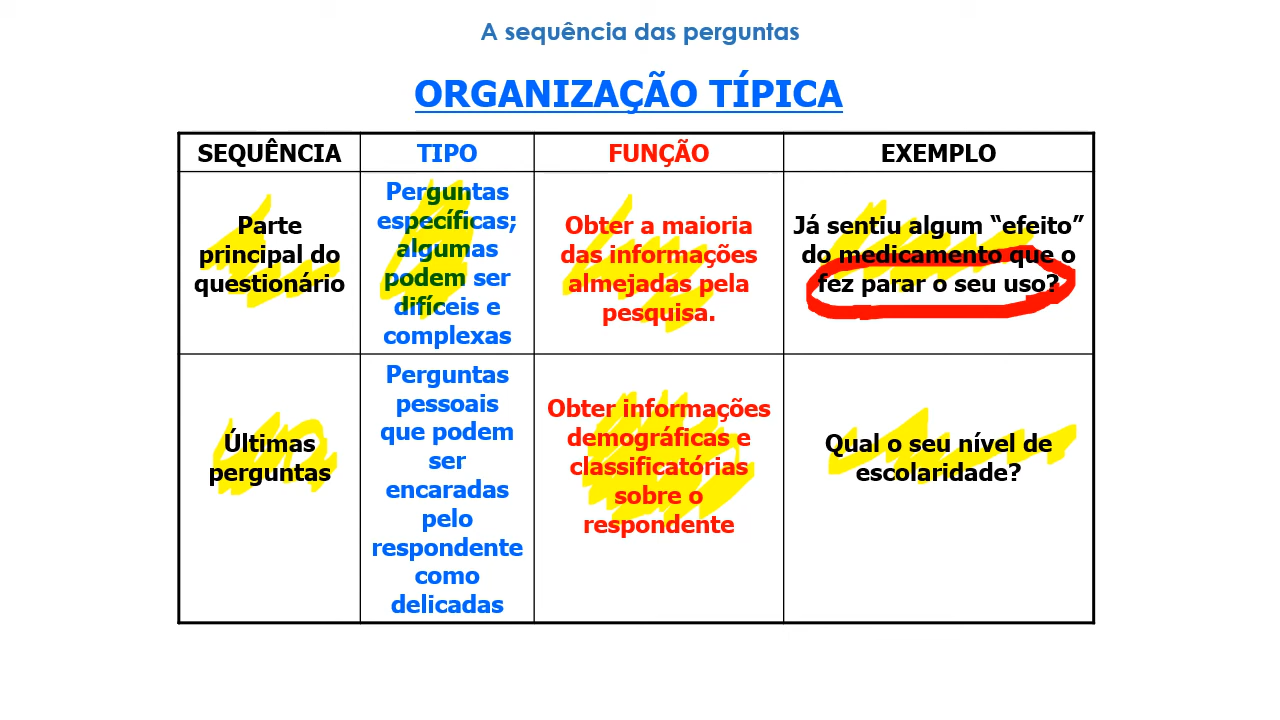 A sequência das perguntas
ORGANIZAÇÃO TÍPICA
SEQUÊNCIA TIPO FUNÇÃO EXEMPLO
Parte
principal do
questionário
Perguntas
específicas;
algumas
podem ser
difíceis e
complexas
Obter a maioria
das informações
almejadas pela
pesquisa.
Já sentiu algum “efeito”
do medicamento que o
fez parar o seu uso?
Últimas
perguntas
Perguntas
pessoais
que podem
ser
encaradas
pelo
respondente
como
delicadas
Obter informações
demográficas e
classificatórias
sobre o
respondente
Qual o seu nível de
escolaridade?